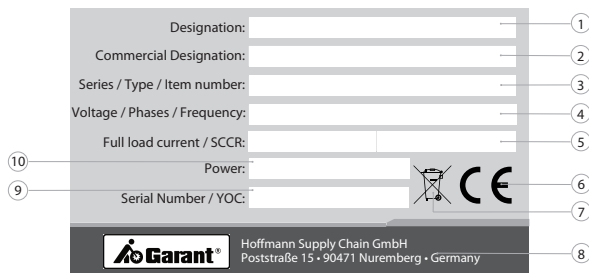 Designation: 1
Commercial Designation: 2
Series / Type / Item number: 3
Voltage / Phases / Frequency: 4
Full load current / SCCR: 5
10 Power:
9 Serial Number / YOC:
CE 6
7
Garant®
Hoffmann Supply Chain GmbH
Poststraße 15 • 90471 Nuremberg • Germany 8